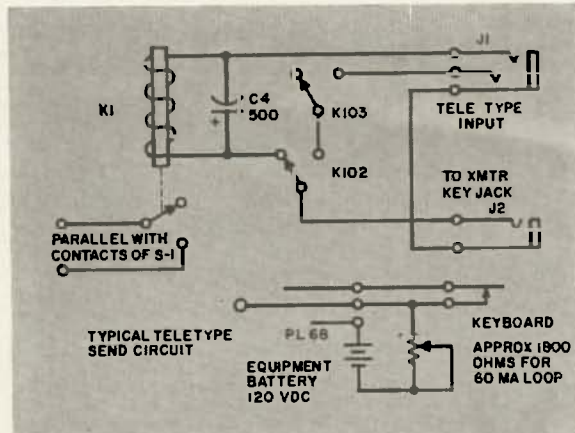 K1
C4
500
+
K103
K102
J1
TELE TYPE
INPUT
TO XMTR
KEY JACK
J2
PARALLEL WITH
CONTACTS OF S-1
TYPICAL TELETYPE
SEND CIRCUIT
PL 68
EQUIPMENT
BATTERY
120 VDC
+
KEYBOARD
APPROX 1800
OHMS FOR
60 MA LOOP